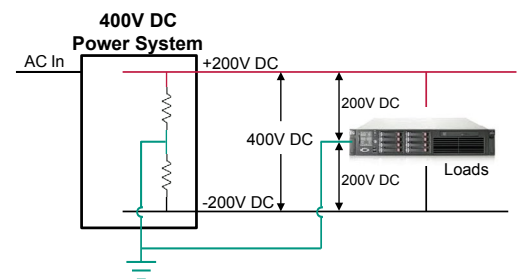 400V DC
Power System
AC In
+200V DC
200V DC
400V DC
Loads
200V DC
-200V DC